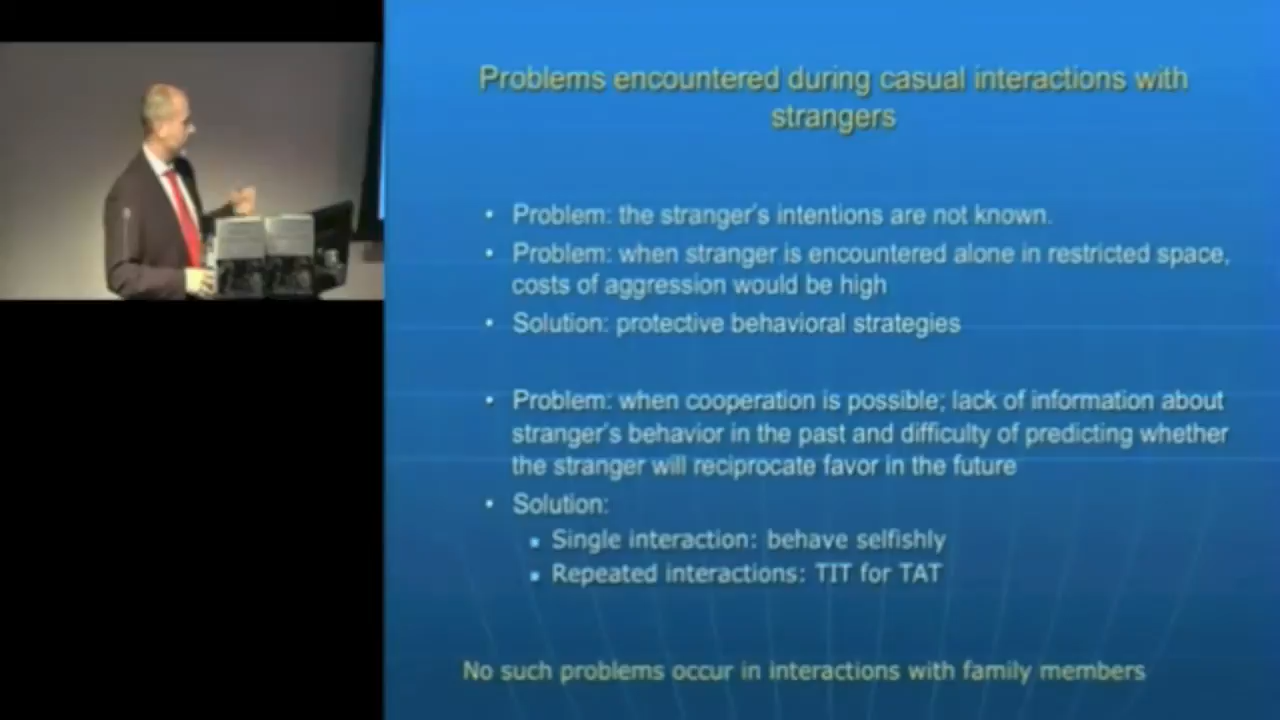 Problems encountered during casual interactions with
strangers
• Problem: the stranger's intentions are not known.
• Problem: when stranger is encountered alone in restricted space,
costs of aggression would be high
• Solution: protective behavioral strategies
• Problem: when cooperation is possible; lack of information about
stranger's behavior in the past and difficulty of predicting whether
the stranger will reciprocate favor in the future
• Solution:
▪ Single interaction: behave selfishly
▪ Repeated interactions: TIT for TAT
No such problems occur in interactions with family members